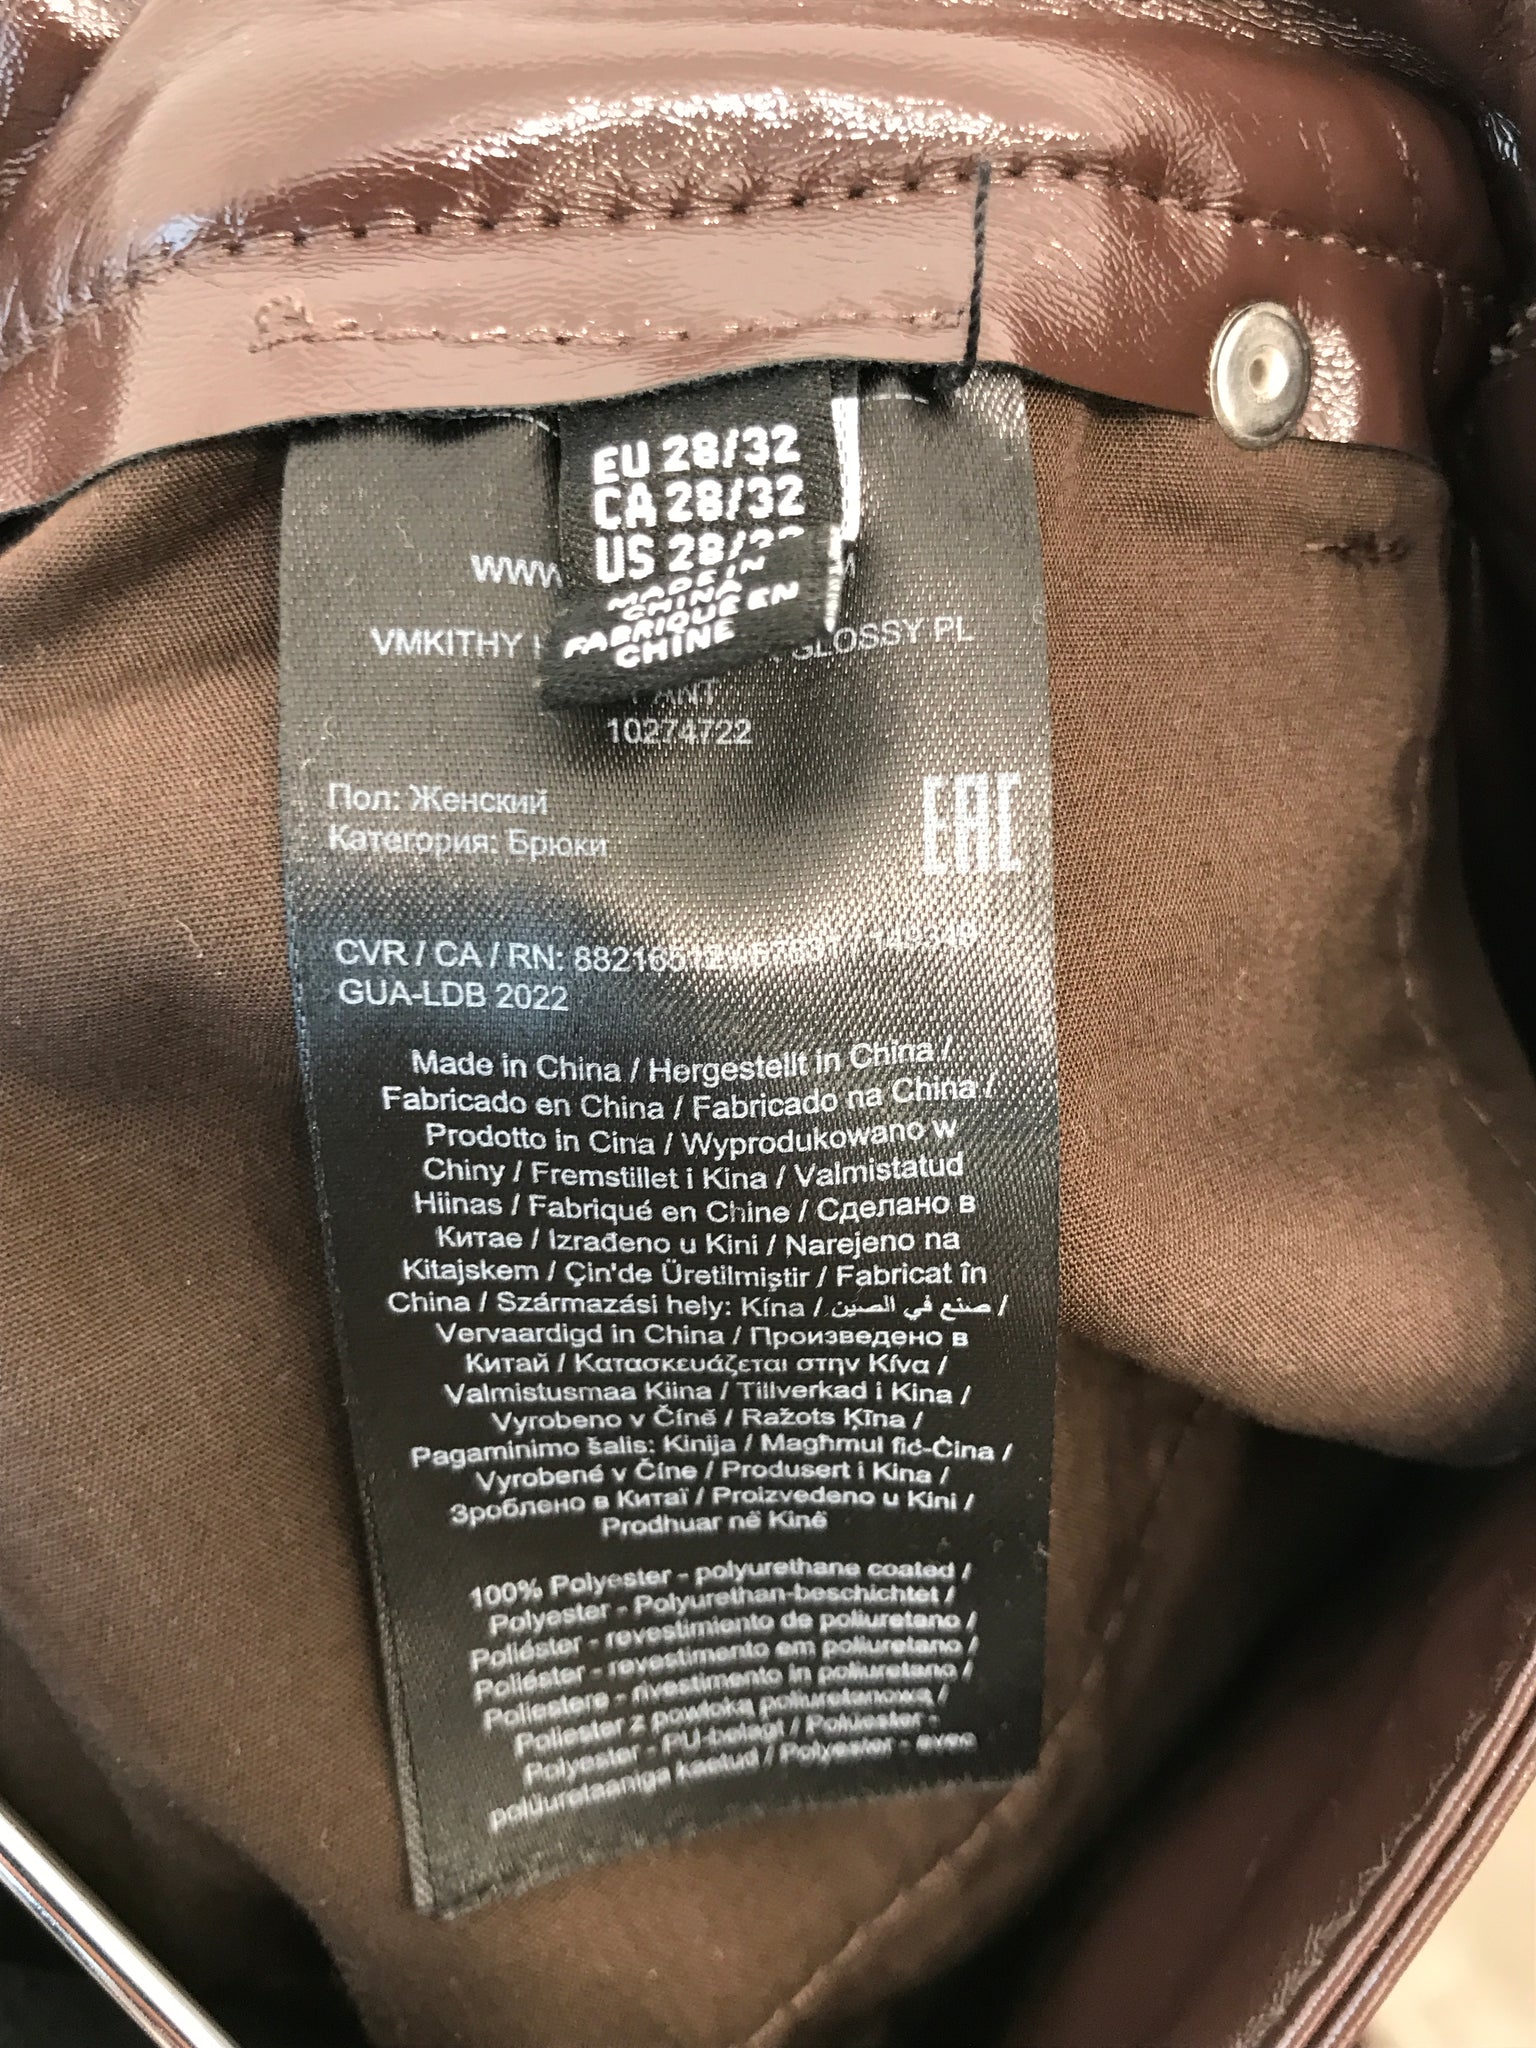 EU 28/32
CA 28/32
US 28/32
MADE IN
CHINA
FABRIQUE EN
CHINE
VMKITHY GLOSSY PL
PANT
10274722
Пол: Женский
Категория: Брюки
EAC
CVR / CA / RN:
GUA-LDB 2022
Made in China / Hergestellt in China /
Fabricado en China / Fabricado na China /
Prodotto in Cina / Wyprodukowano w
Chiny / Fremstillet i Kina / Valmistatud
Hiinas / Fabriqué en Chine / Сделано в
Китае / Izrađeno u Kini / Narejeno na
Kitajskem / Çin'de Üretilmiştir / Fabricat în
China / Származási hely: Kína / صنع في الصين /
Vervaardigd in China / Произведено в
Китай / Κατασκευάζεται στην Κίνα /
Valmistusmaa Kiina / Tillverkad i Kina /
Vyrobeno v Číně / Ražots Ķīna /
Pagaminimo šalis: Kinija / Magħmul fiċ-Ċina /
Vyrobené v Číne / Produsert i Kina /
Зроблено в Китаї / Proizvedeno u Kini /
Prodhuar në Kinë
100% Polyester - polyurethane coated /
Polyester - Polyurethan-beschichtet /
Poliéster - revestimiento de poliuretano /
Poliéster - revestimento em poliuretano /
Poliestere - rivestimento in poliuretano /
Poliester z powłoką poliuretanową /
Polyester - PU-belagt / Polüester -
polüuretaaniga kaetud / Polyester - avec